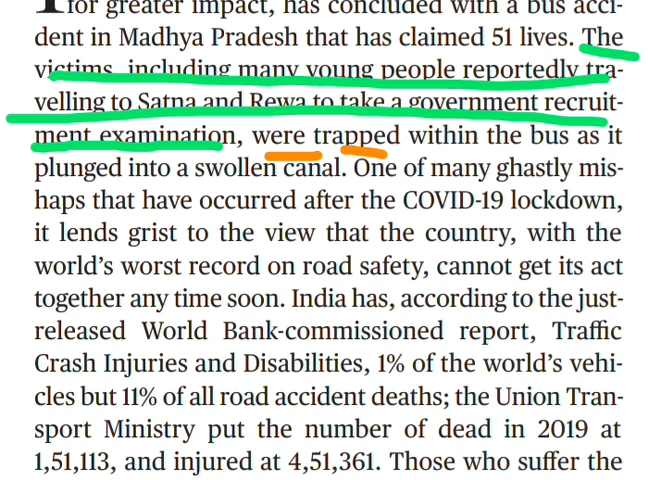 for greater impact, has concluded with a bus acci-
dent in Madhya Pradesh that has claimed 51 lives. The
victims, including many young people reportedly tra-
velling to Satna and Rewa to take a government recruit-
ment examination, were trapped within the bus as it
plunged into a swollen canal. One of many ghastly mis-
haps that have occurred after the COVID-19 lockdown,
it lends grist to the view that the country, with the
world's worst record on road safety, cannot get its act
together any time soon. India has, according to the just-
released World Bank-commissioned report, Traffic
Crash Injuries and Disabilities, 1% of the world's vehi-
cles but 11% of all road accident deaths; the Union Tran-
sport Ministry put the number of dead in 2019 at
1,51,113, and injured at 4,51,361. Those who suffer the